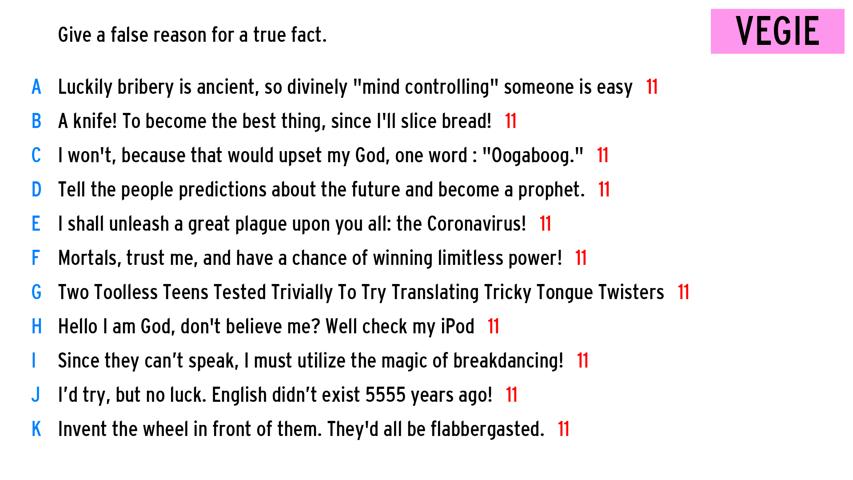 VEGIE
Give a false reason for a true fact.
A Luckily bribery is ancient, so divinely "mind controlling" someone is easy 11
B A knife! To become the best thing, since I'll slice bread! 11
C I won't, because that would upset my God, one word : "Oogaboog." 11
D Tell the people predictions about the future and become a prophet. 11
E I shall unleash a great plague upon you all: the Coronavirus! 11
F Mortals, trust me, and have a chance of winning limitless power! 11
G Two Toolless Teens Tested Trivially To Try Translating Tricky Tongue Twisters 11
H Hello I am God, don't believe me? Well check my iPod 11
I Since they can’t speak, I must utilize the magic of breakdancing! 11
J I’d try, but no luck. English didn’t exist 5555 years ago! 11
K Invent the wheel in front of them. They'd all be flabbergasted. 11